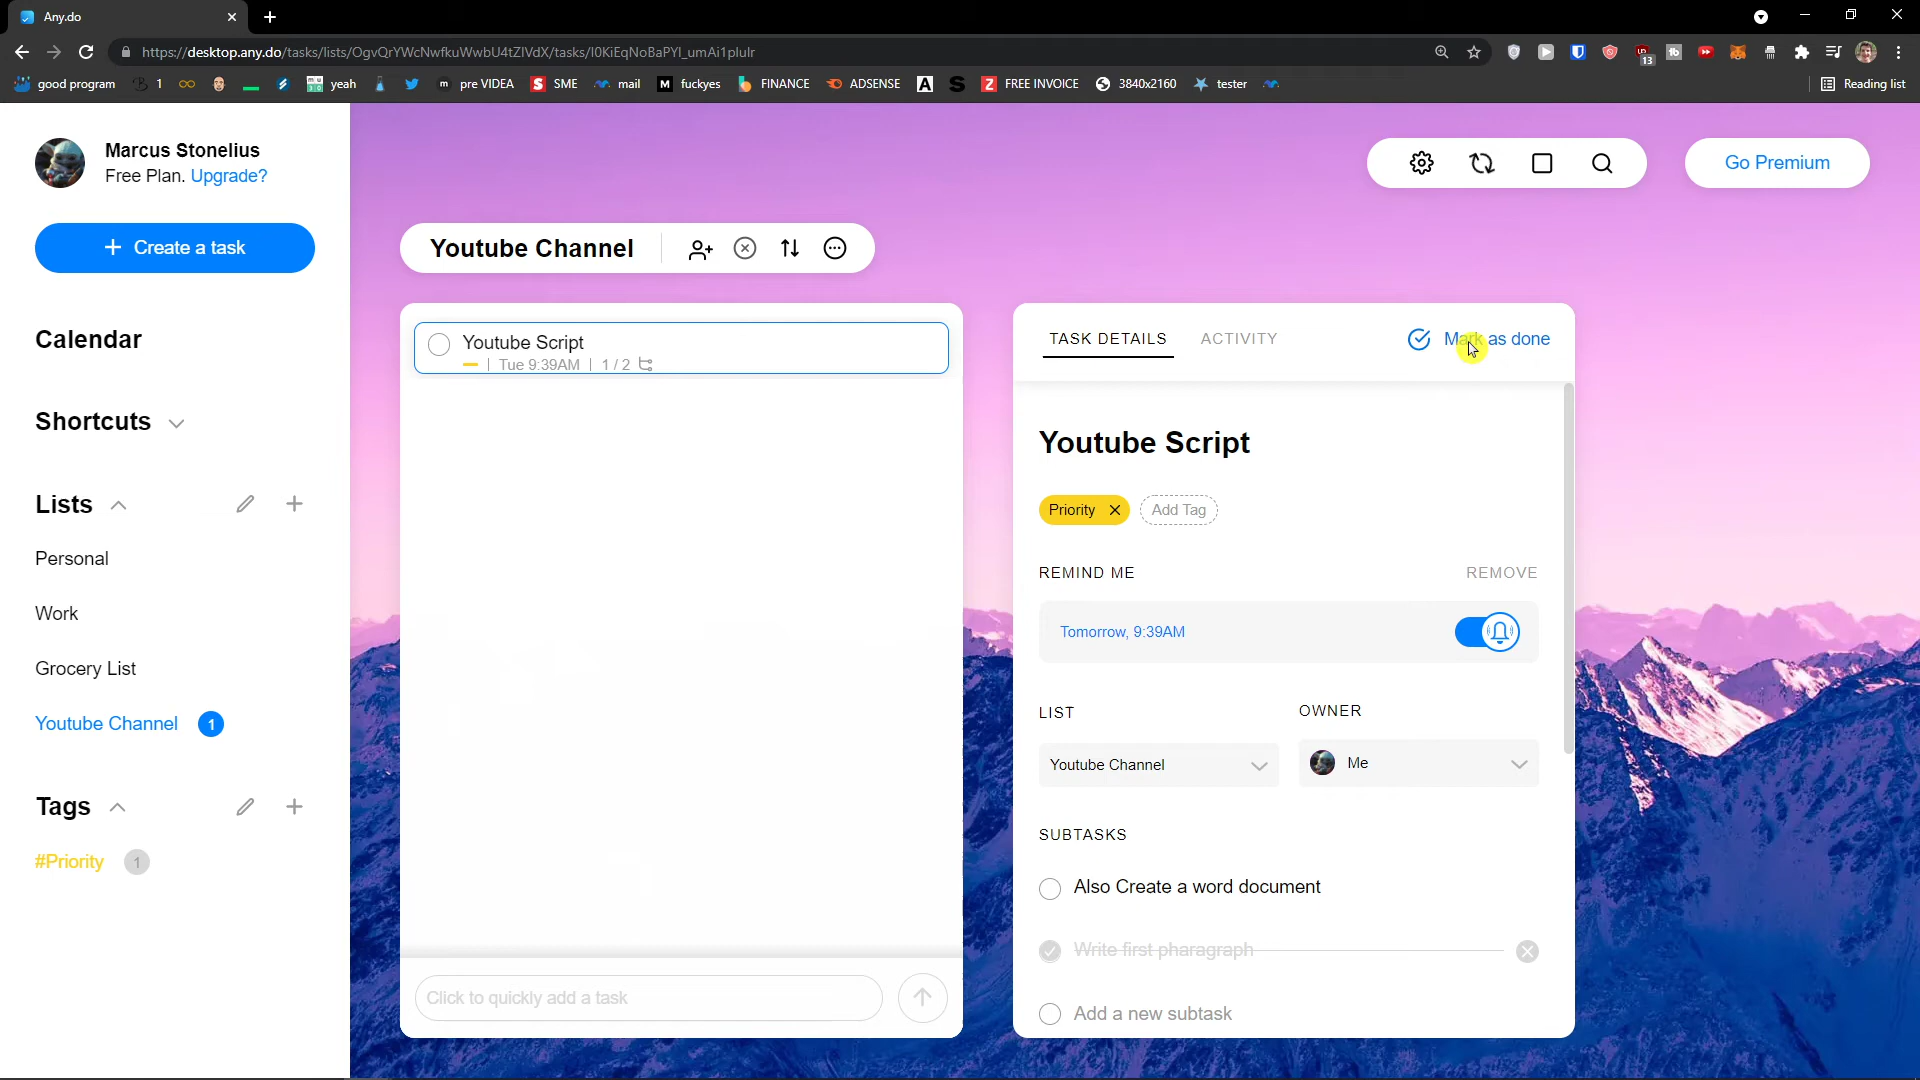 Any.do
https://desktop.any.do/tasks/lists/OgvQrYWcNwfkuWwbU4tZIVdX/tasks/I0KiEqNoBaPYl_umAi1plulr
13
good program
1
yeah
pre VIDEA
SME
mail
fuckyes
FINANCE
ADSENSE
FREE INVOICE
3840x2160
tester
Reading list
Marcus Stonelius
Free Plan. Upgrade?
Create a task
Calendar
Shortcuts
Lists
Personal
Work
Grocery List
Youtube Channel 1
Tags
#Priority 1
Go Premium
Youtube Channel
Youtube Script
Tue 9:39AM | 1 / 2
Click to quickly add a task
TASK DETAILS
ACTIVITY
Mark as done
Youtube Script
Priority
Add Tag
REMIND ME
REMOVE
Tomorrow, 9:39AM
LIST
OWNER
Youtube Channel
Me
SUBTASKS
Also Create a word document
Write first pharagraph
Add a new subtask